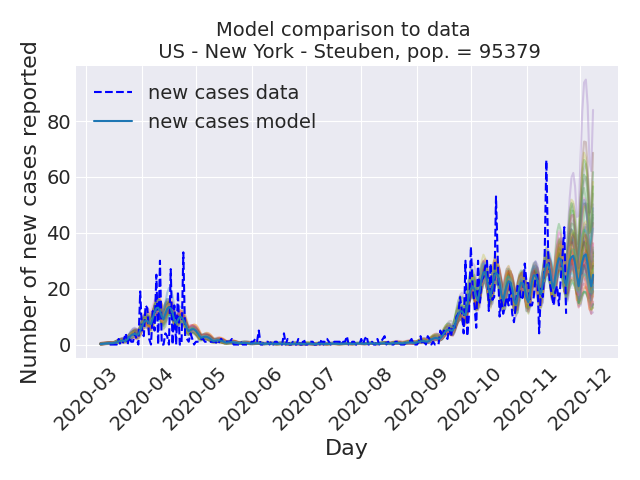 Model comparison to data
US - New York - Steuben, pop. = 95379
new cases data
new cases model
Number of new cases reported
80
60
40
20
0
2020-03
2020-04
2020-05
2020-06
2020-07
2020-08
2020-09
2020-10
2020-11
2020-12
Day